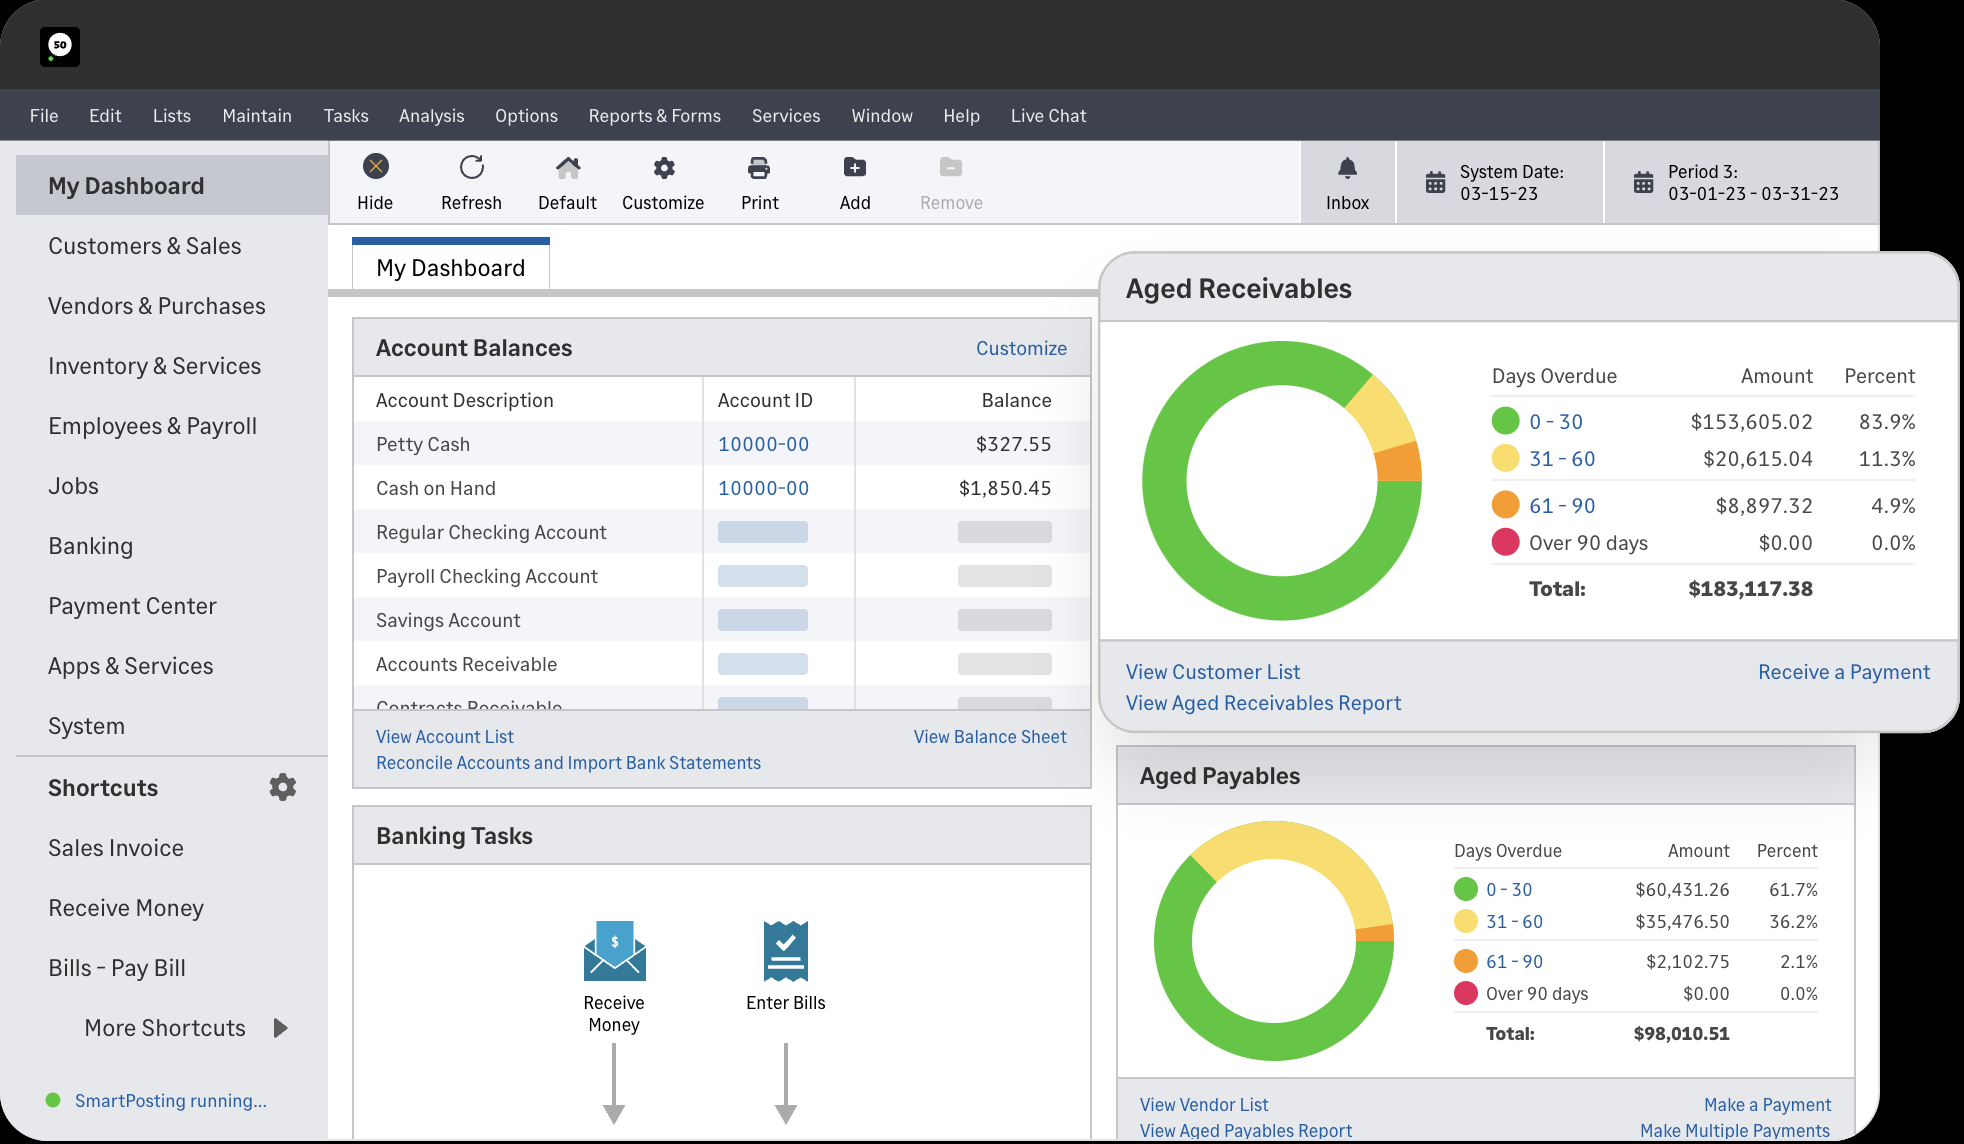 50
File Edit Lists Maintain Tasks Analysis Options Reports & Forms Services Window Help Live Chat
My Dashboard
Customers & Sales
Vendors & Purchases
Inventory & Services
Employees & Payroll
Jobs
Banking
Payment Center
Apps & Services
System
Shortcuts
Sales Invoice
Receive Money
Bills - Pay Bill
More Shortcuts
SmartPosting running...
Hide Refresh Default Customize Print Add Remove
Inbox
System Date:
03-15-23
Period 3:
03-01-23 - 03-31-23
My Dashboard
Account Balances Customize
Account Description Account ID Balance
Petty Cash 10000-00 $327.55
Cash on Hand 10000-00 $1,850.45
Regular Checking Account
Payroll Checking Account
Savings Account
Accounts Receivable
Contracts Receivable
View Account List View Balance Sheet
Reconcile Accounts and Import Bank Statements
Banking Tasks
$
Receive
Money
Enter Bills
Aged Receivables
Days Overdue Amount Percent
0 - 30 $153,605.02 83.9%
31 - 60 $20,615.04 11.3%
61 - 90 $8,897.32 4.9%
Over 90 days $0.00 0.0%
Total: $183,117.38
View Customer List Receive a Payment
View Aged Receivables Report
Aged Payables
Days Overdue Amount Percent
0 - 30 $60,431.26 61.7%
31 - 60 $35,476.50 36.2%
61 - 90 $2,102.75 2.1%
Over 90 days $0.00 0.0%
Total: $98,010.51
View Vendor List Make a Payment
View Aged Payables Report Make Multiple Payments